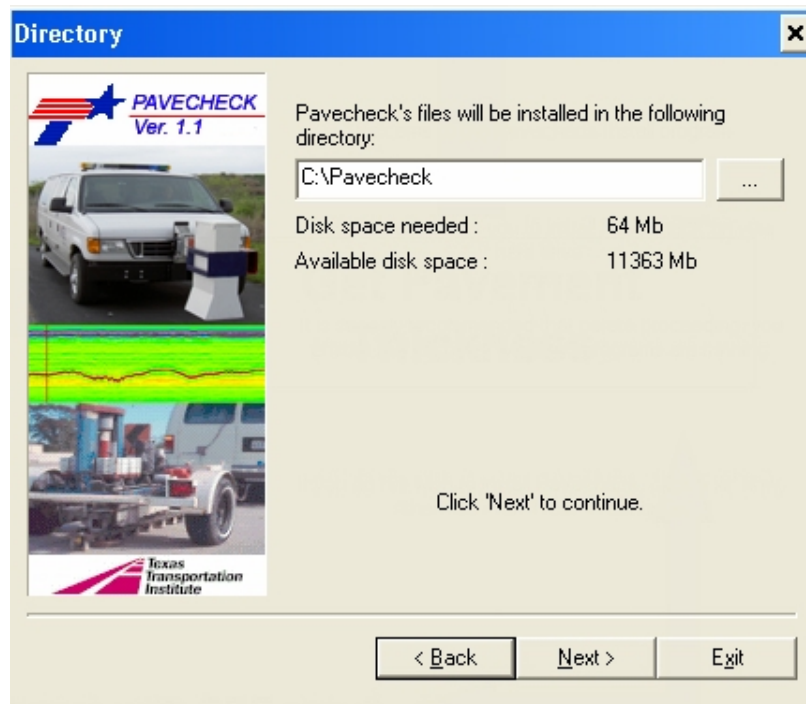 Directory
PAVECHECK
Ver. 1.1
Pavecheck's files will be installed in the following
directory:
C:\Pavecheck
...
Disk space needed : 64 Mb
Available disk space : 11363 Mb
Click 'Next' to continue.
Texas
Transportation
Institute
< Back
Next >
Exit